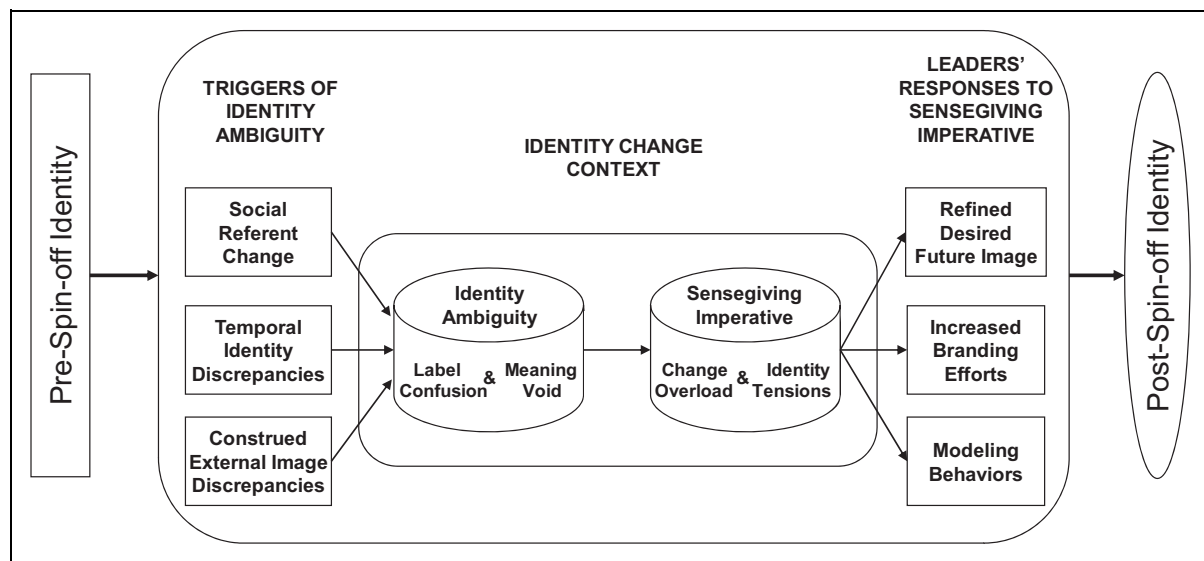 Pre-Spin-off Identity
TRIGGERS OF
IDENTITY
AMBIGUITY
Social
Referent
Change
Temporal
Identity
Discrepancies
Construed
External Image
Discrepancies
IDENTITY CHANGE
CONTEXT
Identity
Ambiguity
Label
Confusion
&
Meaning
Void
Sensegiving
Imperative
Change
Overload
&
Identity
Tensions
LEADERS'
RESPONSES TO
SENSEGIVING
IMPERATIVE
Refined
Desired
Future Image
Increased
Branding
Efforts
Modeling
Behaviors
Post-Spin-off Identity